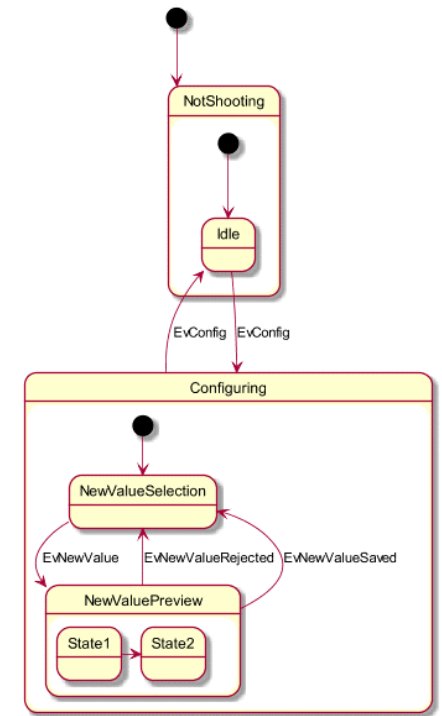 NotShooting
Idle
EvConfig EvConfig
Configuring
NewValueSelection
EvNewValue EvNewValueRejected EvNewValueSaved
NewValuePreview
State1 State2